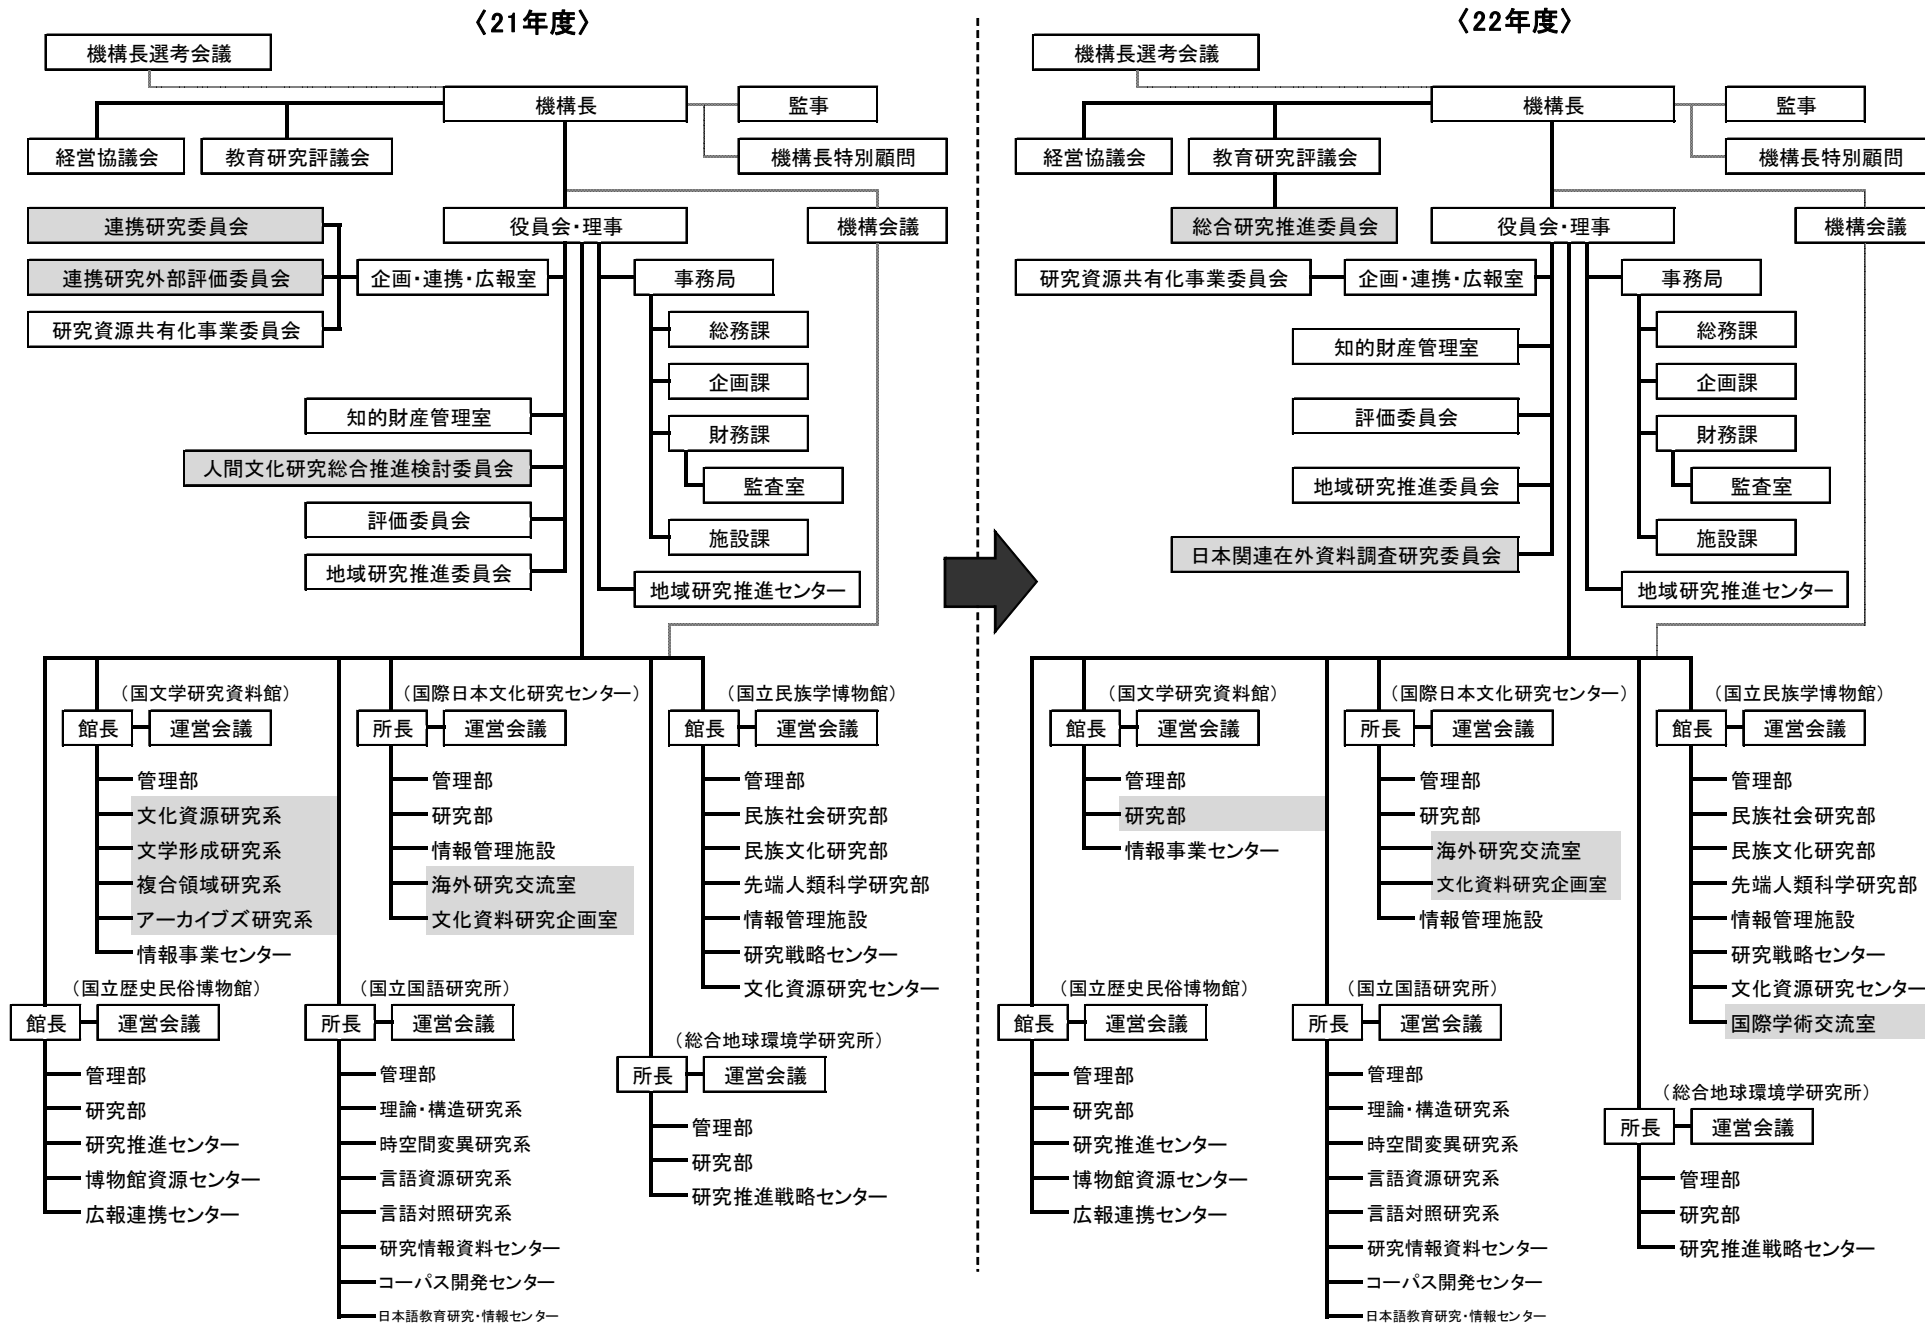 〈21年度〉
機構長選考会議
機構長
監事
経営協議会
教育研究評議会
機構長特別顧問
連携研究委員会
役員会・理事
機構会議
連携研究外部評価委員会
企画・連携・広報室
事務局
研究資源共有化事業委員会
総務課
企画課
知的財産管理室
財務課
人間文化研究総合推進検討委員会
監査室
評価委員会
施設課
地域研究推進委員会
地域研究推進センター
（国文学研究資料館）
館長
運営会議
管理部
文化資源研究系
文学形成研究系
複合領域研究系
アーカイブズ研究系
情報事業センター
（国際日本文化研究センター）
所長
運営会議
管理部
研究部
情報管理施設
海外研究交流室
文化資料研究企画室
（国立民族学博物館）
館長
運営会議
管理部
民族社会研究部
民族文化研究部
先端人類科学研究部
情報管理施設
研究戦略センター
文化資源研究センター
（国立歴史民俗博物館）
館長
運営会議
管理部
研究部
研究推進センター
博物館資源センター
広報連携センター
（国立国語研究所）
所長
運営会議
管理部
理論・構造研究系
時空間変異研究系
言語資源研究系
言語対照研究系
研究情報資料センター
コーパス開発センター
日本語教育研究・情報センター
（総合地球環境学研究所）
所長
運営会議
管理部
研究部
研究推進戦略センター
〈22年度〉
機構長選考会議
機構長
監事
経営協議会
教育研究評議会
機構長特別顧問
総合研究推進委員会
役員会・理事
機構会議
研究資源共有化事業委員会
企画・連携・広報室
事務局
総務課
知的財産管理室
企画課
評価委員会
財務課
地域研究推進委員会
監査室
施設課
日本関連在外資料調査研究委員会
地域研究推進センター
（国文学研究資料館）
館長
運営会議
管理部
研究部
情報事業センター
（国際日本文化研究センター）
所長
運営会議
管理部
研究部
海外研究交流室
文化資料研究企画室
情報管理施設
（国立民族学博物館）
館長
運営会議
管理部
民族社会研究部
民族文化研究部
先端人類科学研究部
情報管理施設
研究戦略センター
文化資源研究センター
国際学術交流室
（国立歴史民俗博物館）
館長
運営会議
管理部
研究部
研究推進センター
博物館資源センター
広報連携センター
（国立国語研究所）
所長
運営会議
管理部
理論・構造研究系
時空間変異研究系
言語資源研究系
言語対照研究系
研究情報資料センター
コーパス開発センター
日本語教育研究・情報センター
（総合地球環境学研究所）
所長
運営会議
管理部
研究部
研究推進戦略センター